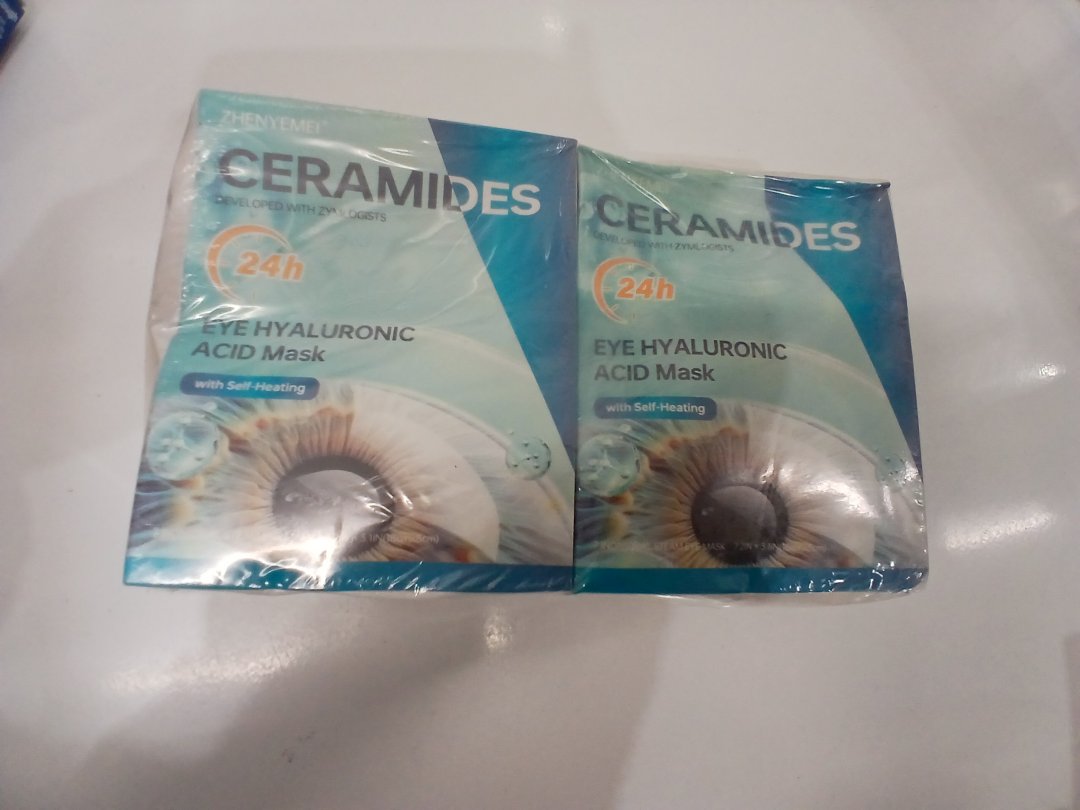 ZHENYEMEI
CERAMIDES
DEVELOPED WITH ZYMLOGISTS
24h
EYE HYALURONIC
ACID Mask
with Self-Heating
CERAMIDES
DEVELOPED WITH ZYMLOGISTS
24h
EYE HYALURONIC
ACID Mask
with Self-Heating